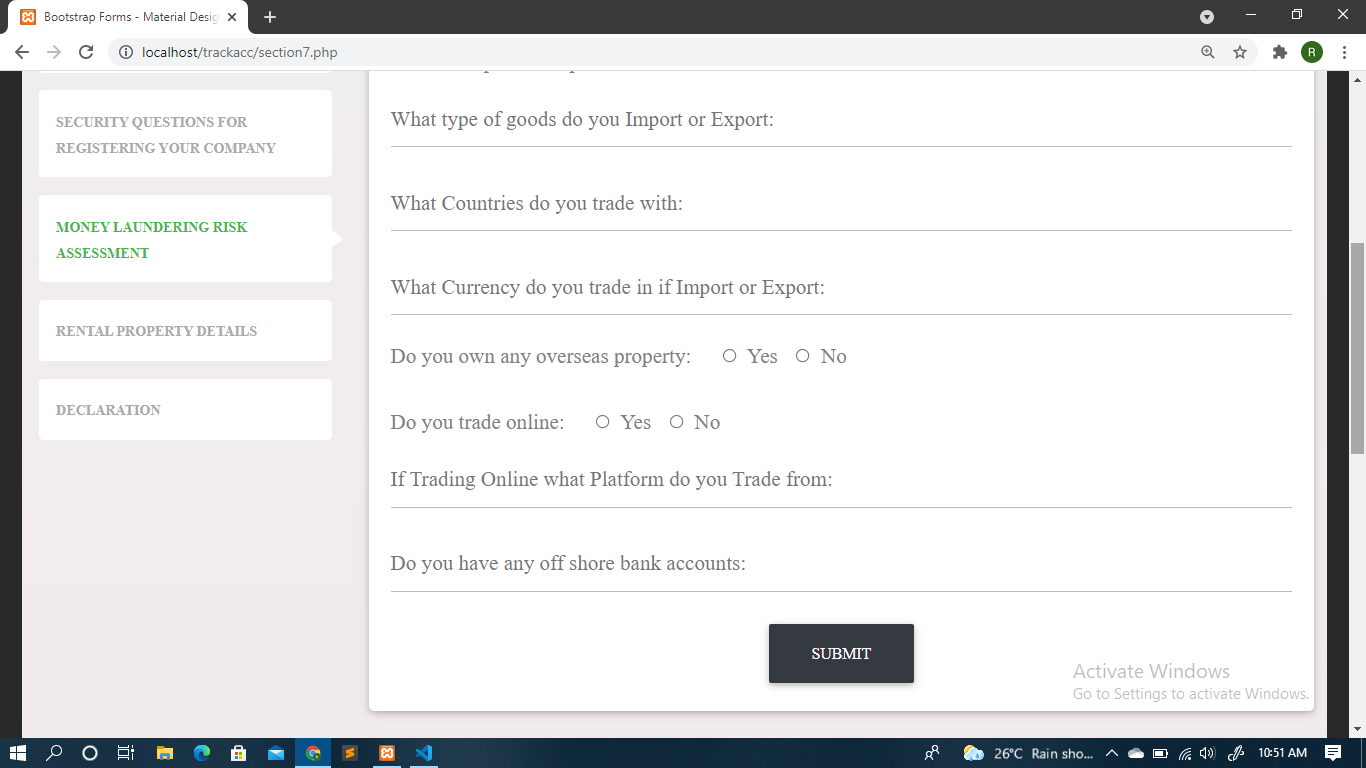 Bootstrap Forms - Material Desig
localhost/trackacc/section7.php
R
SECURITY QUESTIONS FOR
REGISTERING YOUR COMPANY
MONEY LAUNDERING RISK
ASSESSMENT
RENTAL PROPERTY DETAILS
DECLARATION
What type of goods do you Import or Export:
What Countries do you trade with:
What Currency do you trade in if Import or Export:
Do you own any overseas property: Yes No
Do you trade online: Yes No
If Trading Online what Platform do you Trade from:
Do you have any off shore bank accounts:
SUBMIT
Activate Windows
Go to Settings to activate Windows.
26°C Rain sho... 10:51 AM